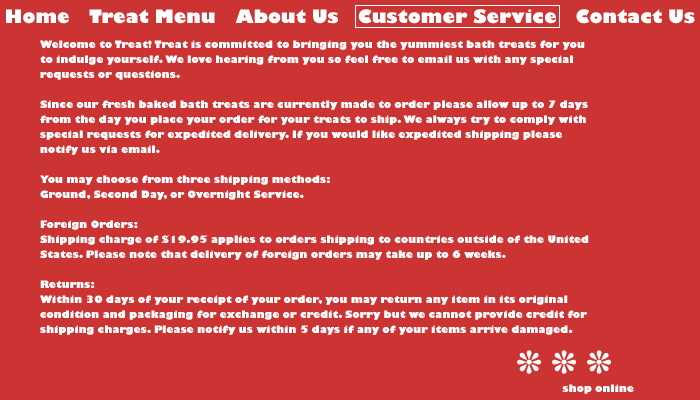 Home Treat Menu About Us Customer Service Contact Us
Welcome to Treat! Treat is committed to bringing you the yummiest bath treats for you
to indulge yourself. We love hearing from you so feel free to email us with any special
requests or questions.
Since our fresh baked bath treats are currently made to order please allow up to 7 days
from the day you place your order for your treats to ship. We always try to comply with
special requests for expedited delivery. If you would like expedited shipping please
notify us via email.
You may choose from three shipping methods:
Ground, Second Day, or Overnight Service.
Foreign Orders:
Shipping charge of $19.95 applies to orders shipping to countries outside of the United
States. Please note that delivery of foreign orders may take up to 6 weeks.
Returns:
Within 30 days of your receipt of your order, you may return any item in its original
condition and packaging for exchange or credit. Sorry but we cannot provide credit for
shipping charges. Please notify us within 5 days if any of your items arrive damaged.
shop online